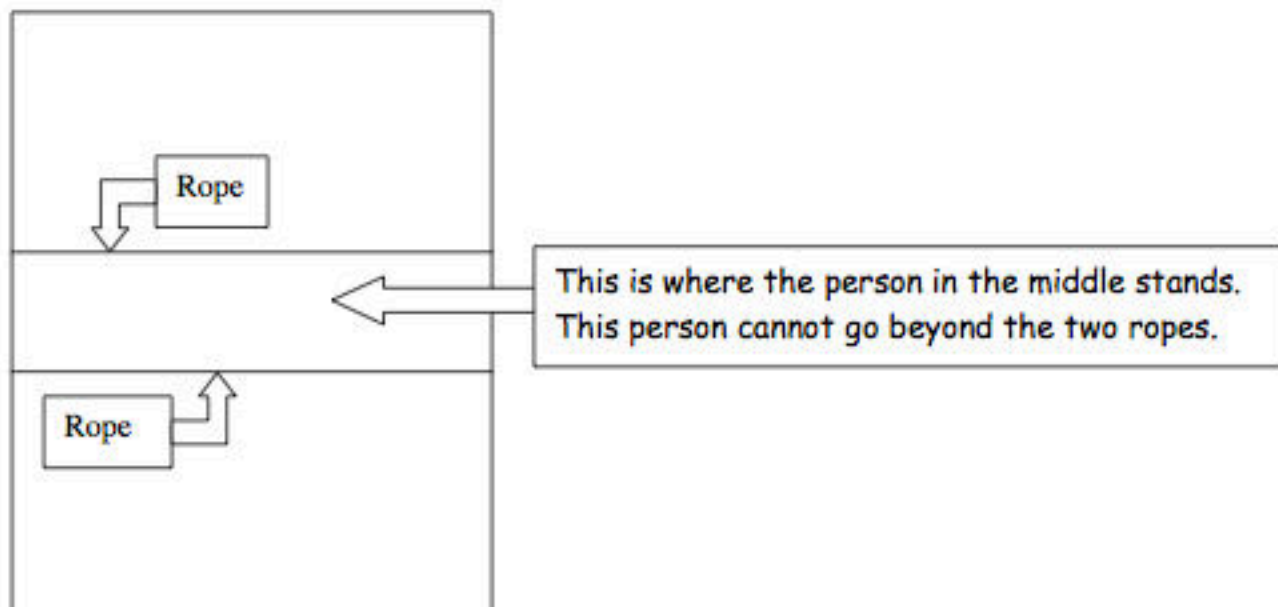 Rope
This is where the person in the middle stands.
This person cannot go beyond the two ropes.
Rope